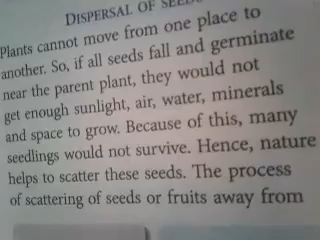 DISPERSAL OF SEEDS
Plants cannot move from one place to
another. So, if all seeds fall and germinate
near the parent plant, they would not
get enough sunlight, air, water, minerals
and space to grow. Because of this, many
seedlings would not survive. Hence, nature
helps to scatter these seeds. The process
of scattering of seeds or fruits away from